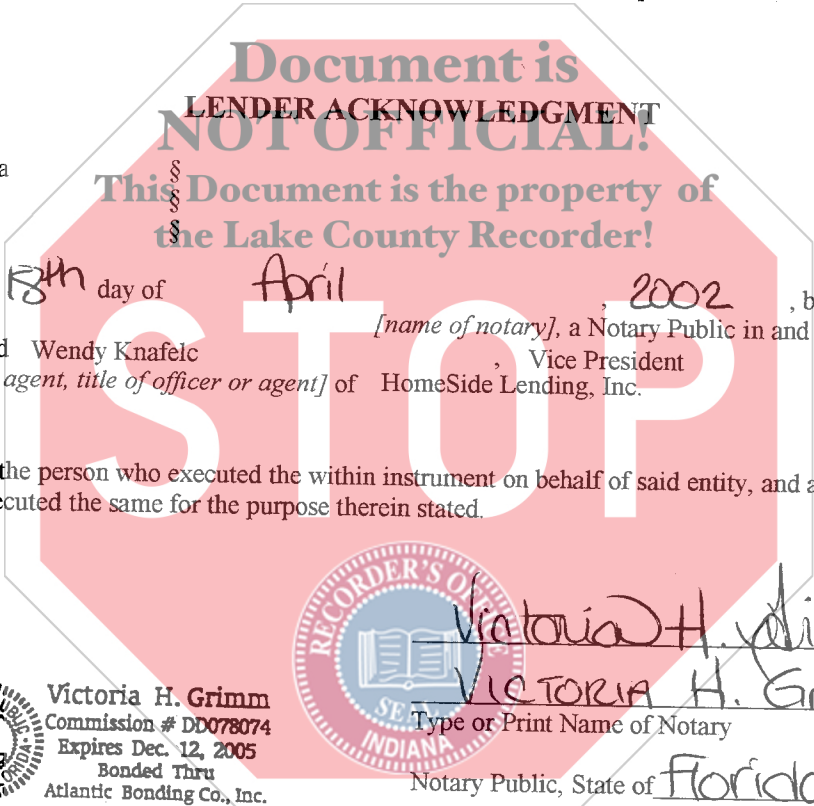 Document is
LENDER ACKNOWLEDGMENT
NOT OFFICIAL!
a §
This Document is the property of
§
the Lake County Recorder!
§
day of April , 2002 , b
[name of notary], a Notary Public in and
d Wendy Knafelc , Vice President
agent, title of officer or agent] of HomeSide Lending, Inc.
STOP
the person who executed the within instrument on behalf of said entity, and a
cuted the same for the purpose therein stated.
RECORDER'S OFFICE
SEAL
INDIANA
Victoria H.
VICTORIA H. Gr
Type or Print Name of Notary
Notary Public, State of Florida
Victoria H. Grimm
Commission # DD078074
Expires Dec. 12, 2005
Bonded Thru
Atlantic Bonding Co., Inc.